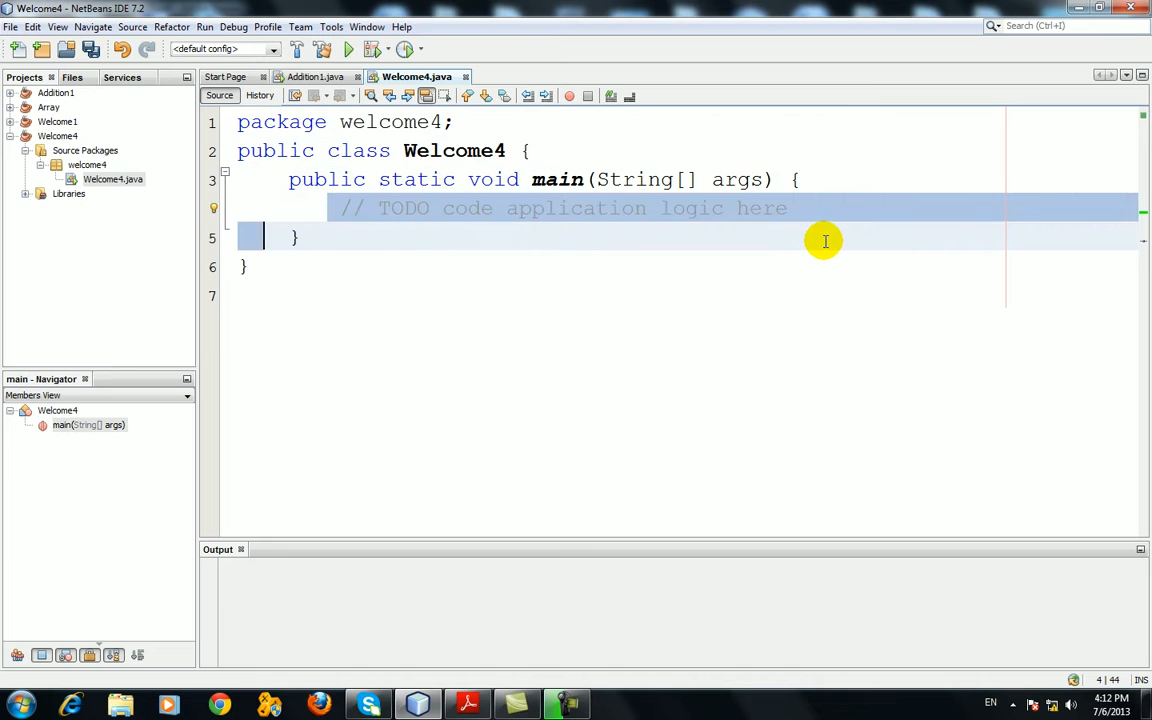 Welcome4 - NetBeans IDE 7.2
File Edit View Navigate Source Refactor Run Debug Profile Team Tools Window Help
Search (Ctrl+I)
<default config>
Projects Files Services
Start Page Addition1.java Welcome4.java
Source History
Addition1
Array
Welcome1
Welcome4
Source Packages
welcome4
Welcome4.java
Libraries
1 package welcome4;
2 public class Welcome4 {
3 public static void main(String[] args) {
// TODO code application logic here
5 }
6 }
7
main - Navigator
Members View
Welcome4
main(String[] args)
Output
4 | 44 INS
EN
4:12 PM
7/6/2013